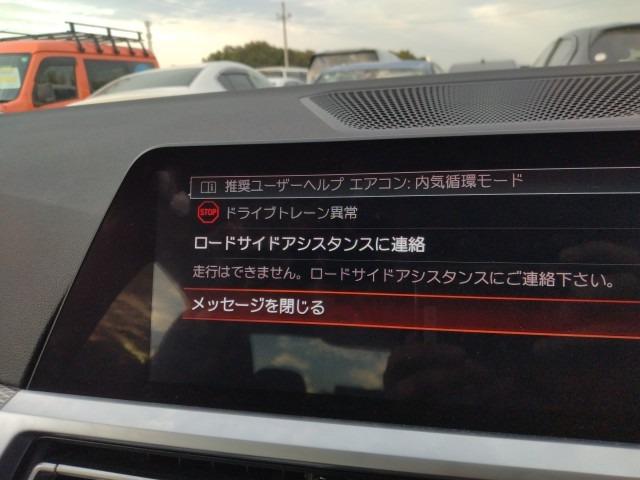 推奨ユーザーヘルプ エアコン: 内気循環モード
STOP ドライブトレーン異常
ロードサイドアシスタンスに連絡
走行はできません。ロードサイドアシスタンスにご連絡下さい。
メッセージを閉じる